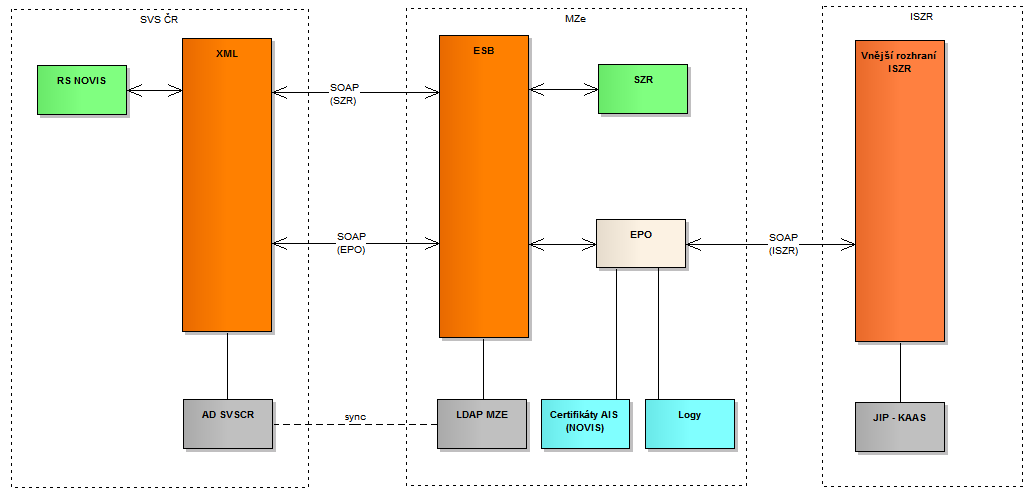 SVS ČR
MZe
ISZR
XML
ESB
Vnější rozhraní
ISZR
RS NOVIS
SOAP
(SZR)
SZR
SOAP
(EPO)
EPO
SOAP
(ISZR)
AD SVSCR
sync
LDAP MZE
Certifikáty AIS
(NOVIS)
Logy
JIP - KAAS